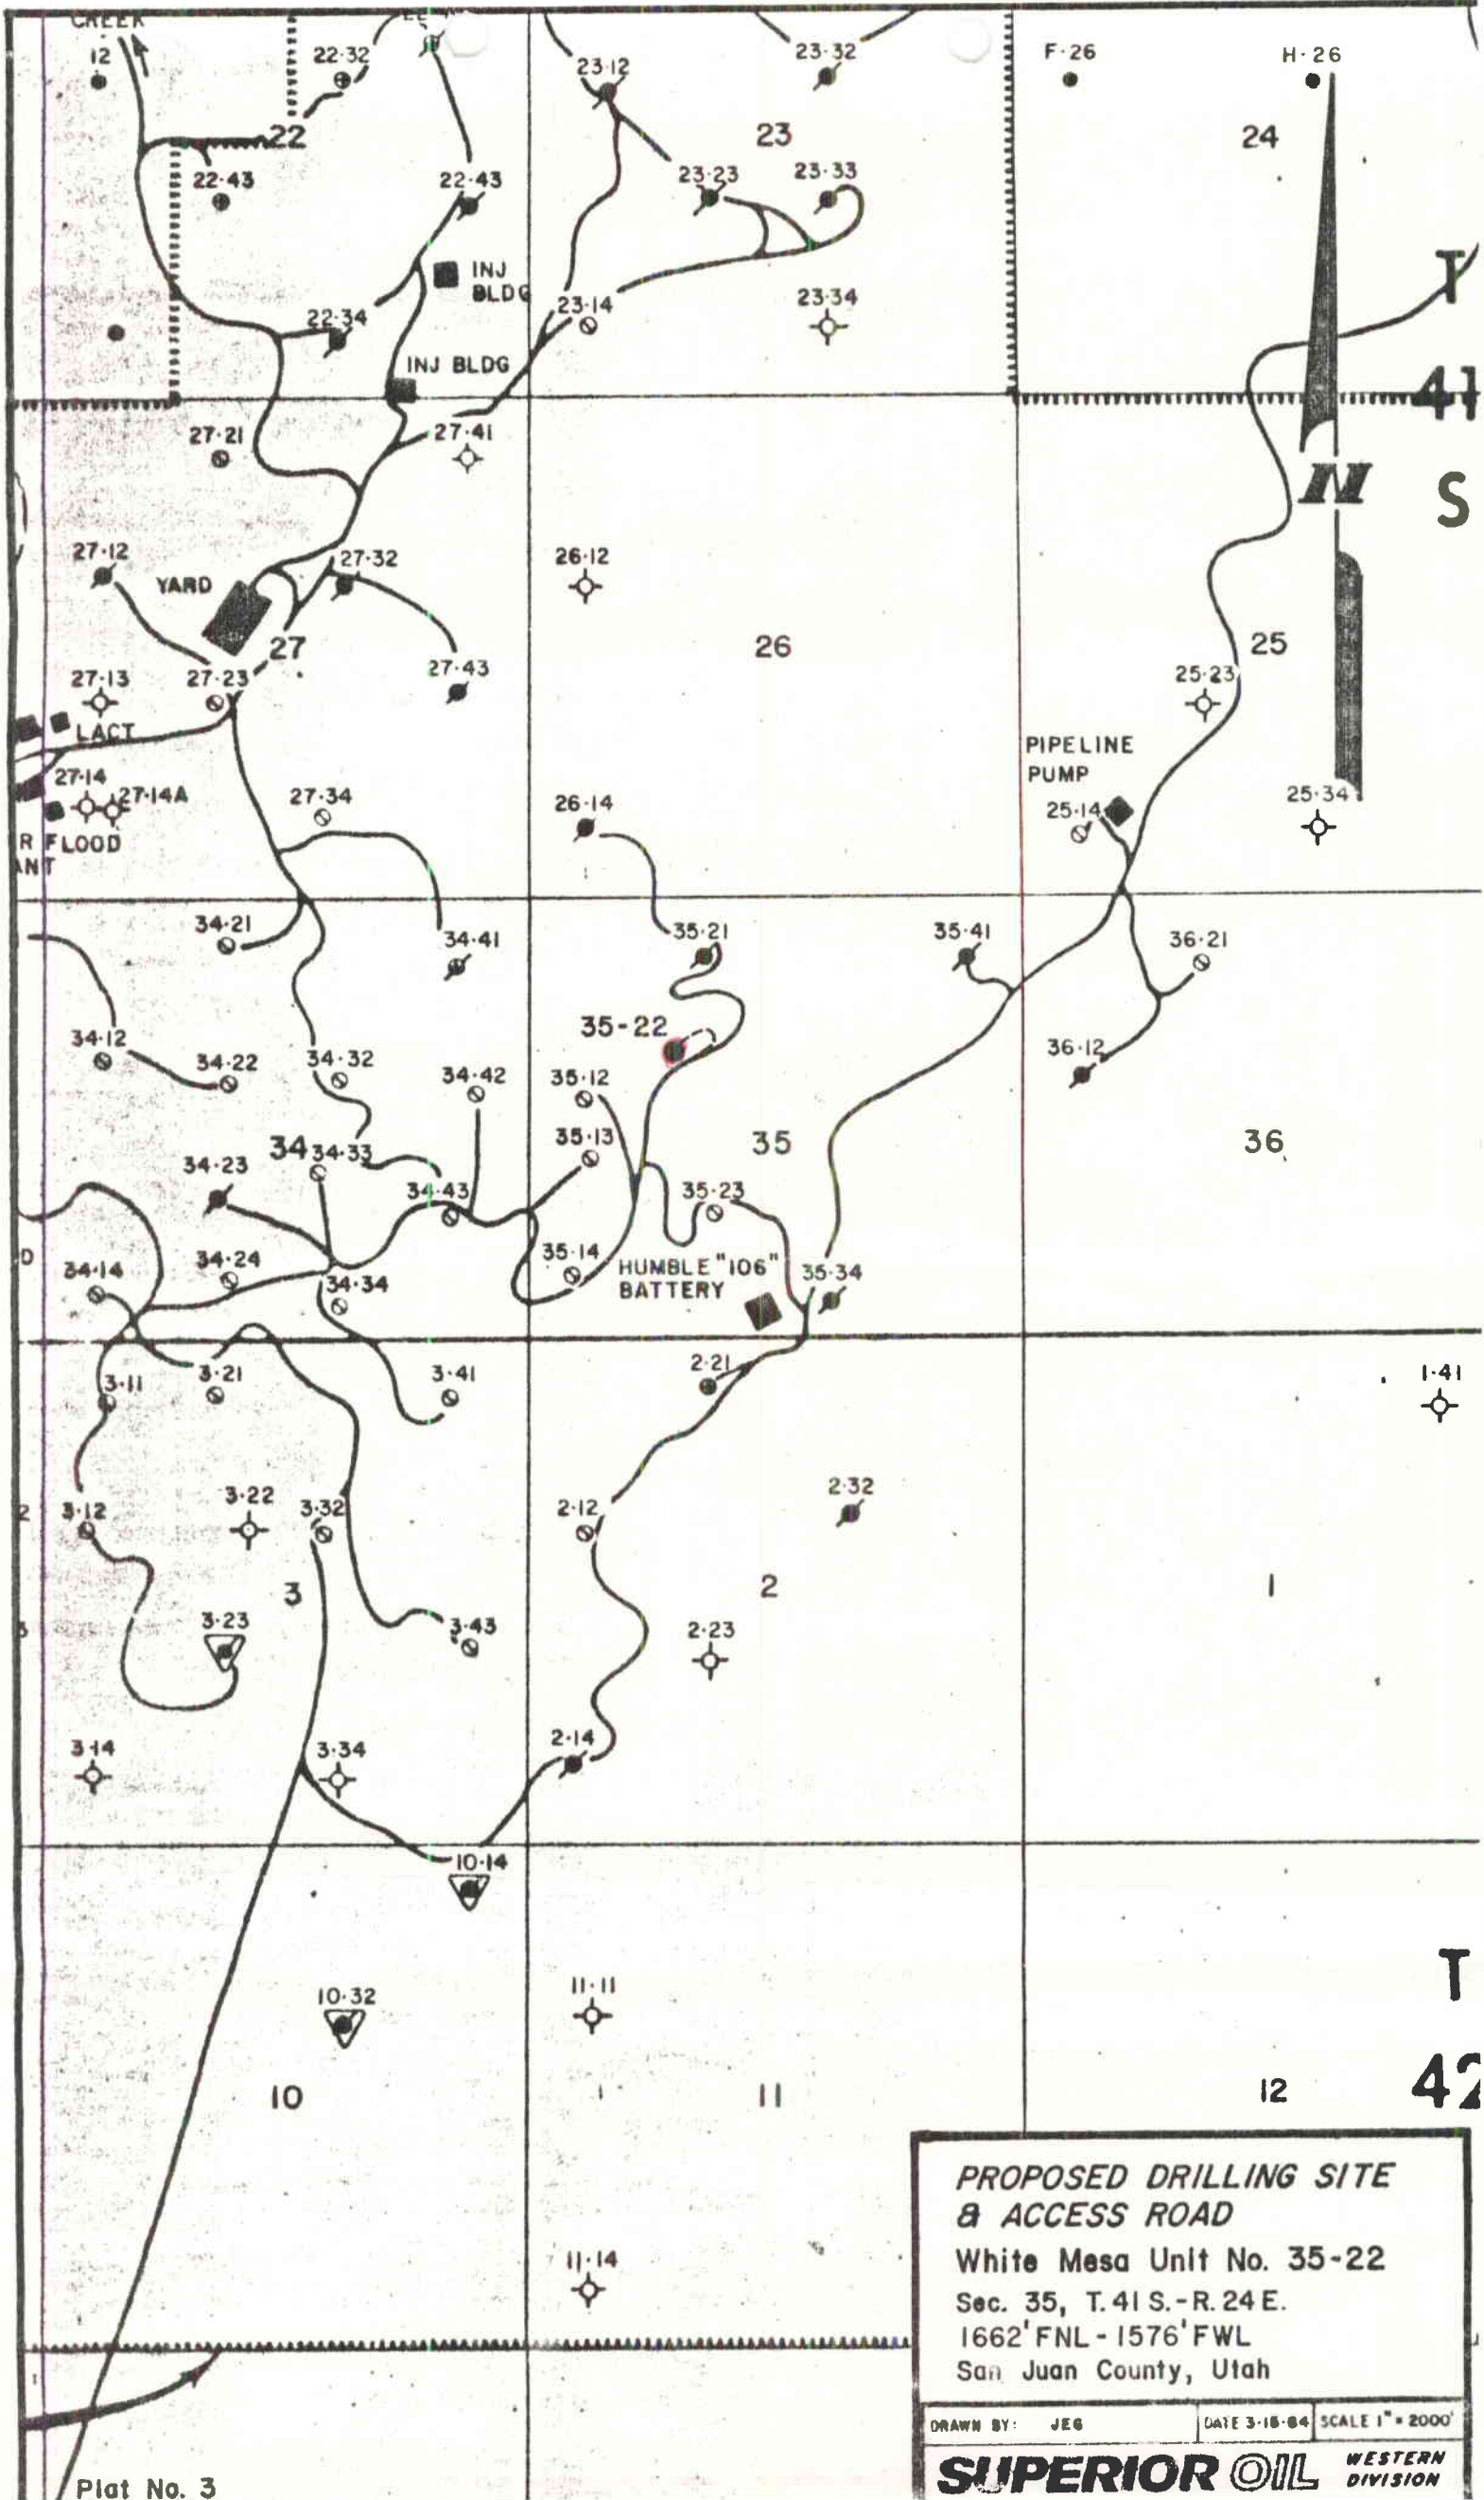 CREEK
12
22·32
23·12
23·32
F·26
H·26
22
23
24
22·43
22·43
23·23
23·33
INJ
BLDG
T
22·34
23·14
23·34
INJ BLDG
41
27·21
27·41
N
S
27·12
YARD
27·32
26·12
27
26
25
27·13
27·23
27·43
25·23
LACT
PIPELINE
PUMP
27·14
27·14A
27·34
26·14
25·14
25·34
R FLOOD
ANT
34·21
34·41
35·21
35·41
36·21
35-22
34·12
34·22
34·32
34·42
35·12
36·12
34
34·33
35·13
35
36
34·23
34·43
35·23
D
34·14
34·24
34·34
35·14
HUMBLE "106"
BATTERY
35·34
3·11
3·21
3·41
2·21
1·41
2
3·12
3·22
3·32
2·12
2·32
3
2
1
3·23
3·43
2·23
3·14
3·34
2·14
10·14
T
10·32
11·11
10
11
12
42
PROPOSED DRILLING SITE
& ACCESS ROAD
White Mesa Unit No. 35-22
Sec. 35, T. 41 S.-R. 24 E.
1662' FNL - 1576' FWL
San Juan County, Utah
11·14
DRAWN BY: JEG
DATE 3-15-84
SCALE 1" = 2000'
SUPERIOR OIL
WESTERN
DIVISION
Plat No. 3